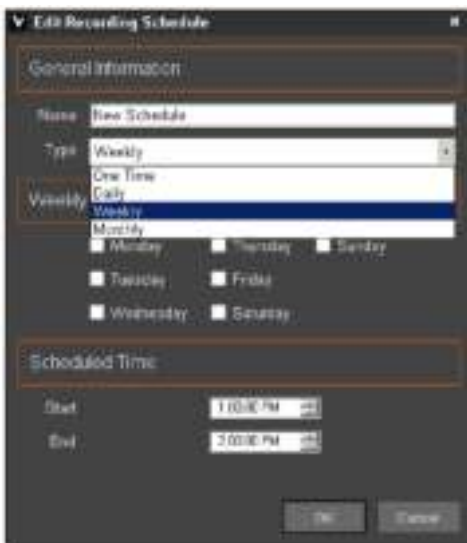 Edit Recording Schedule
General Information
Name New Schedule
Type Weekly
One Time
Daily
Weekly
Weekly
Monthly
Monday Thursday Sunday
Tuesday Friday
Wednesday Saturday
Scheduled Time
Start 1:00:00 PM
End 2:00:00 PM
OK Cancel